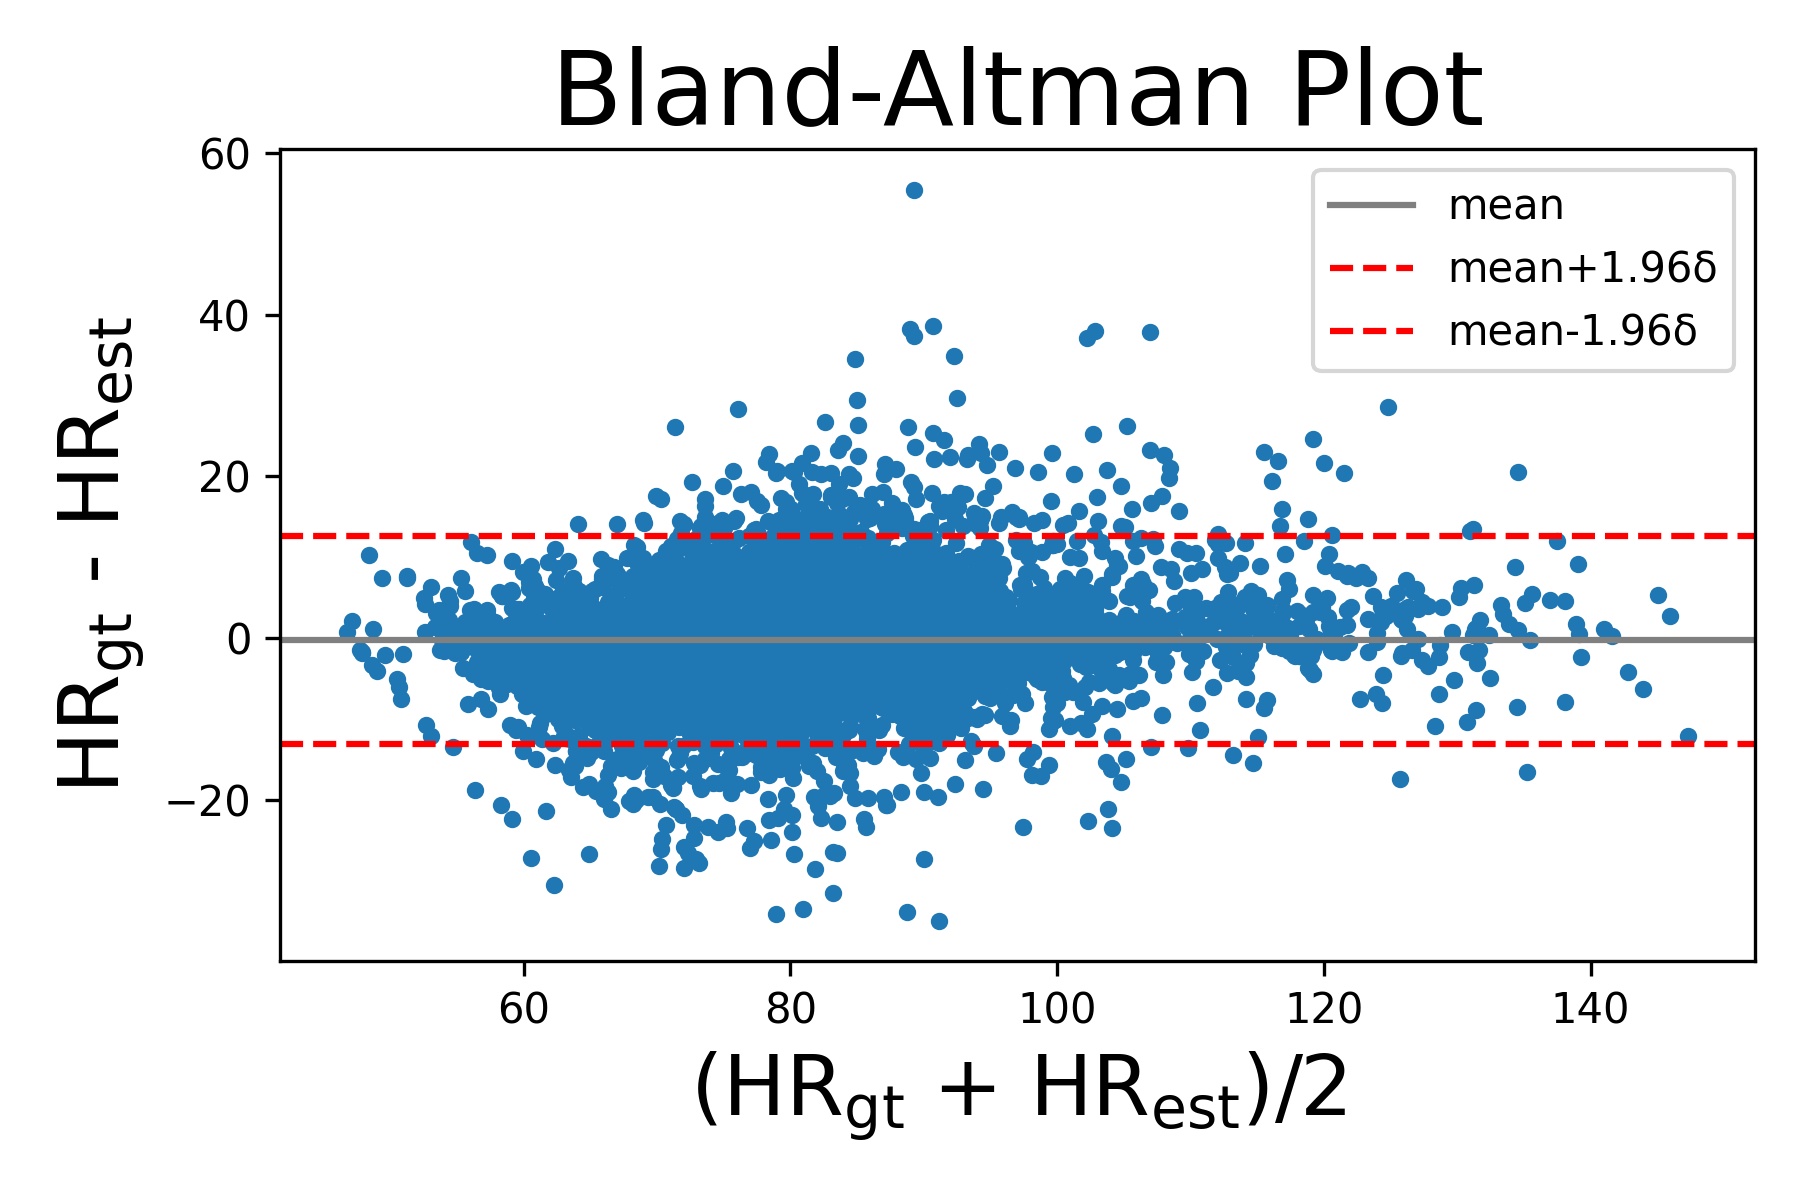 Bland-Altman Plot
60
40
20
0
−20
HRgt - HRest
mean
mean+1.96δ
mean-1.96δ
60 80 100 120 140
(HRgt + HRest)/2